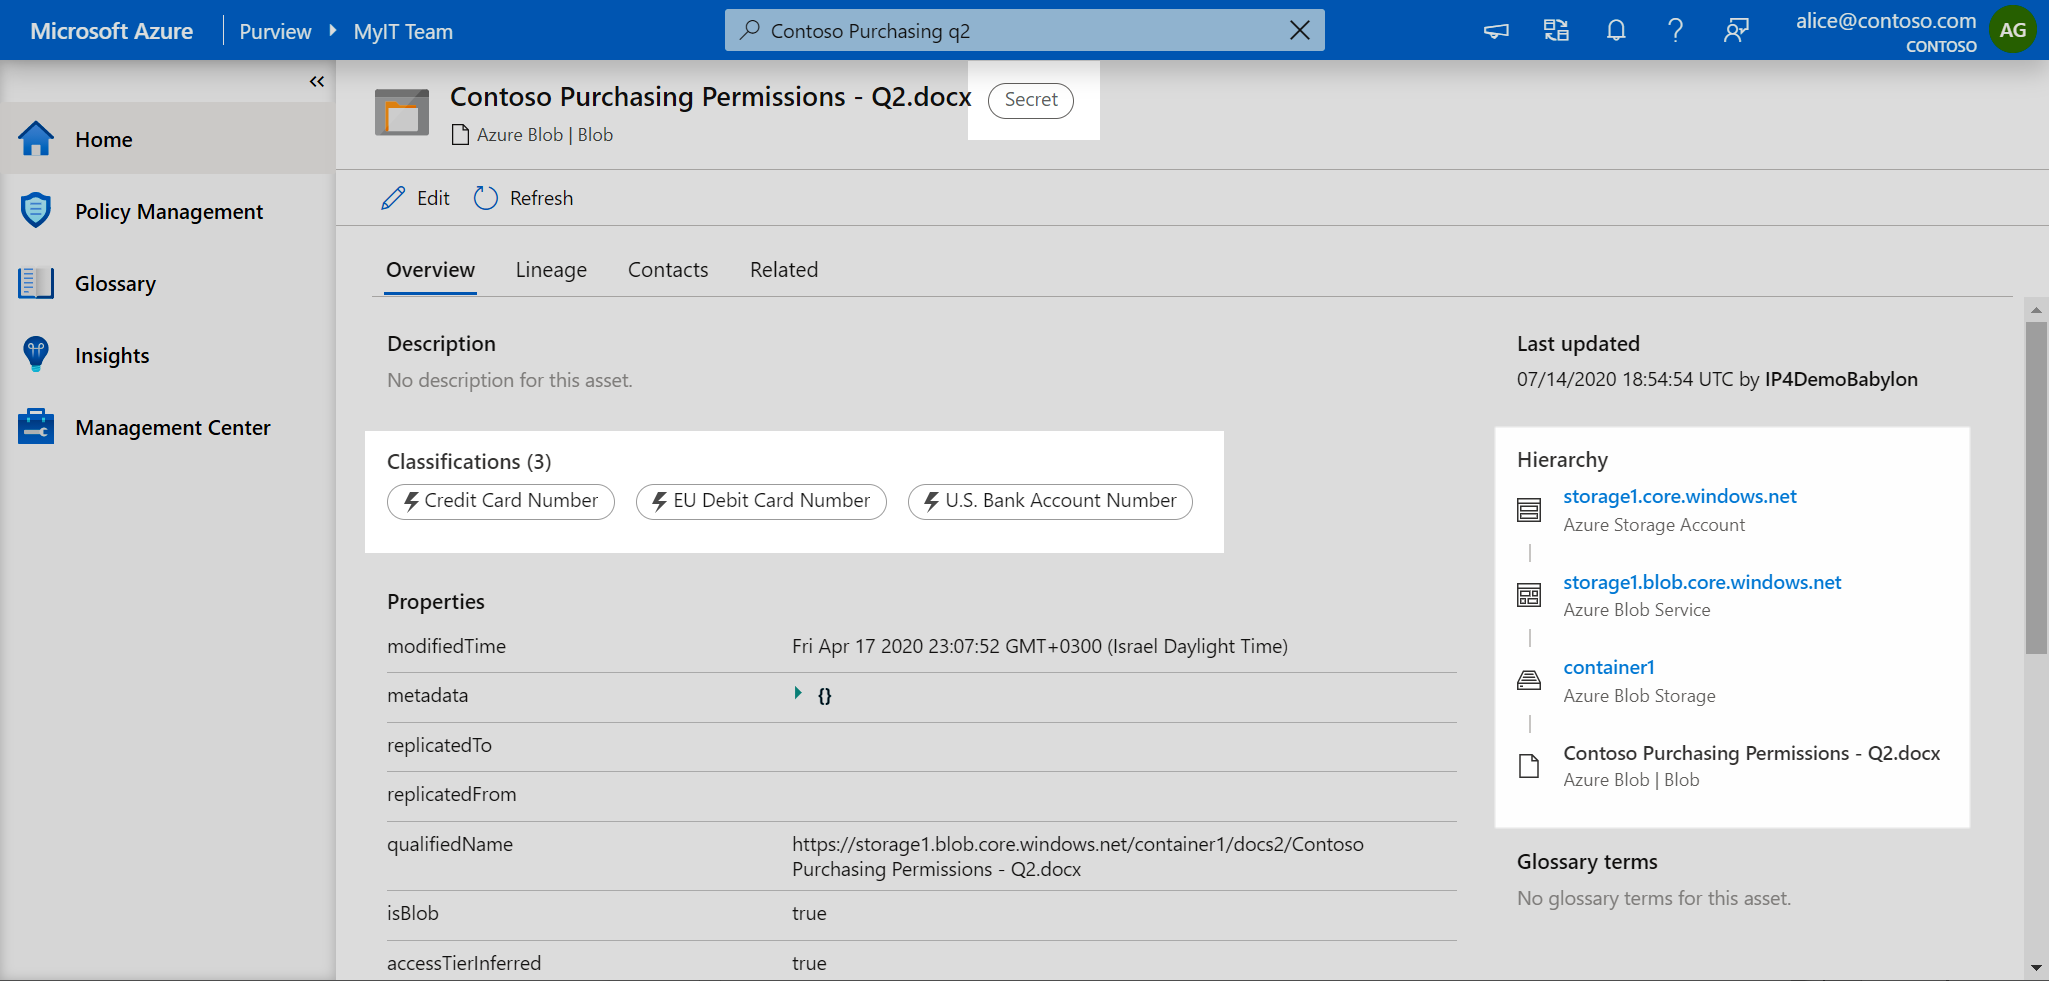 Microsoft Azure
Purview
MyIT Team
Contoso Purchasing q2
alice@contoso.com
CONTOSO
AG
Home
Policy Management
Glossary
Insights
Management Center
Contoso Purchasing Permissions - Q2.docx
Secret
Azure Blob | Blob
Edit
Refresh
Overview
Lineage
Contacts
Related
Description
No description for this asset.
Classifications (3)
Credit Card Number
EU Debit Card Number
U.S. Bank Account Number
Properties
modifiedTime
Fri Apr 17 2020 23:07:52 GMT+0300 (Israel Daylight Time)
metadata
{}
replicatedTo
replicatedFrom
qualifiedName
https://storage1.blob.core.windows.net/container1/docs2/Contoso
Purchasing Permissions - Q2.docx
isBlob
true
accessTierInferred
true
Last updated
07/14/2020 18:54:54 UTC by IP4DemoBabylon
Hierarchy
storage1.core.windows.net
Azure Storage Account
storage1.blob.core.windows.net
Azure Blob Service
container1
Azure Blob Storage
Contoso Purchasing Permissions - Q2.docx
Azure Blob | Blob
Glossary terms
No glossary terms for this asset.